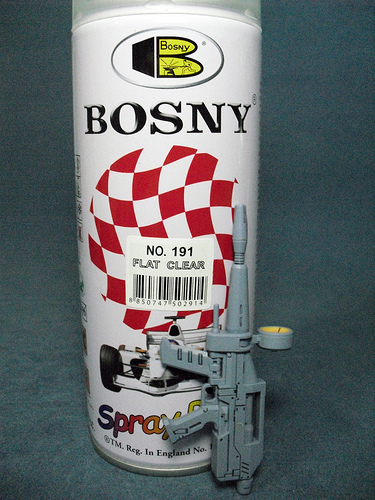 BOSNY
®
BOSNY
®
NO. 191
FLAT CLEAR
8 850747 502914
Spray
®TM. Reg. In England No.